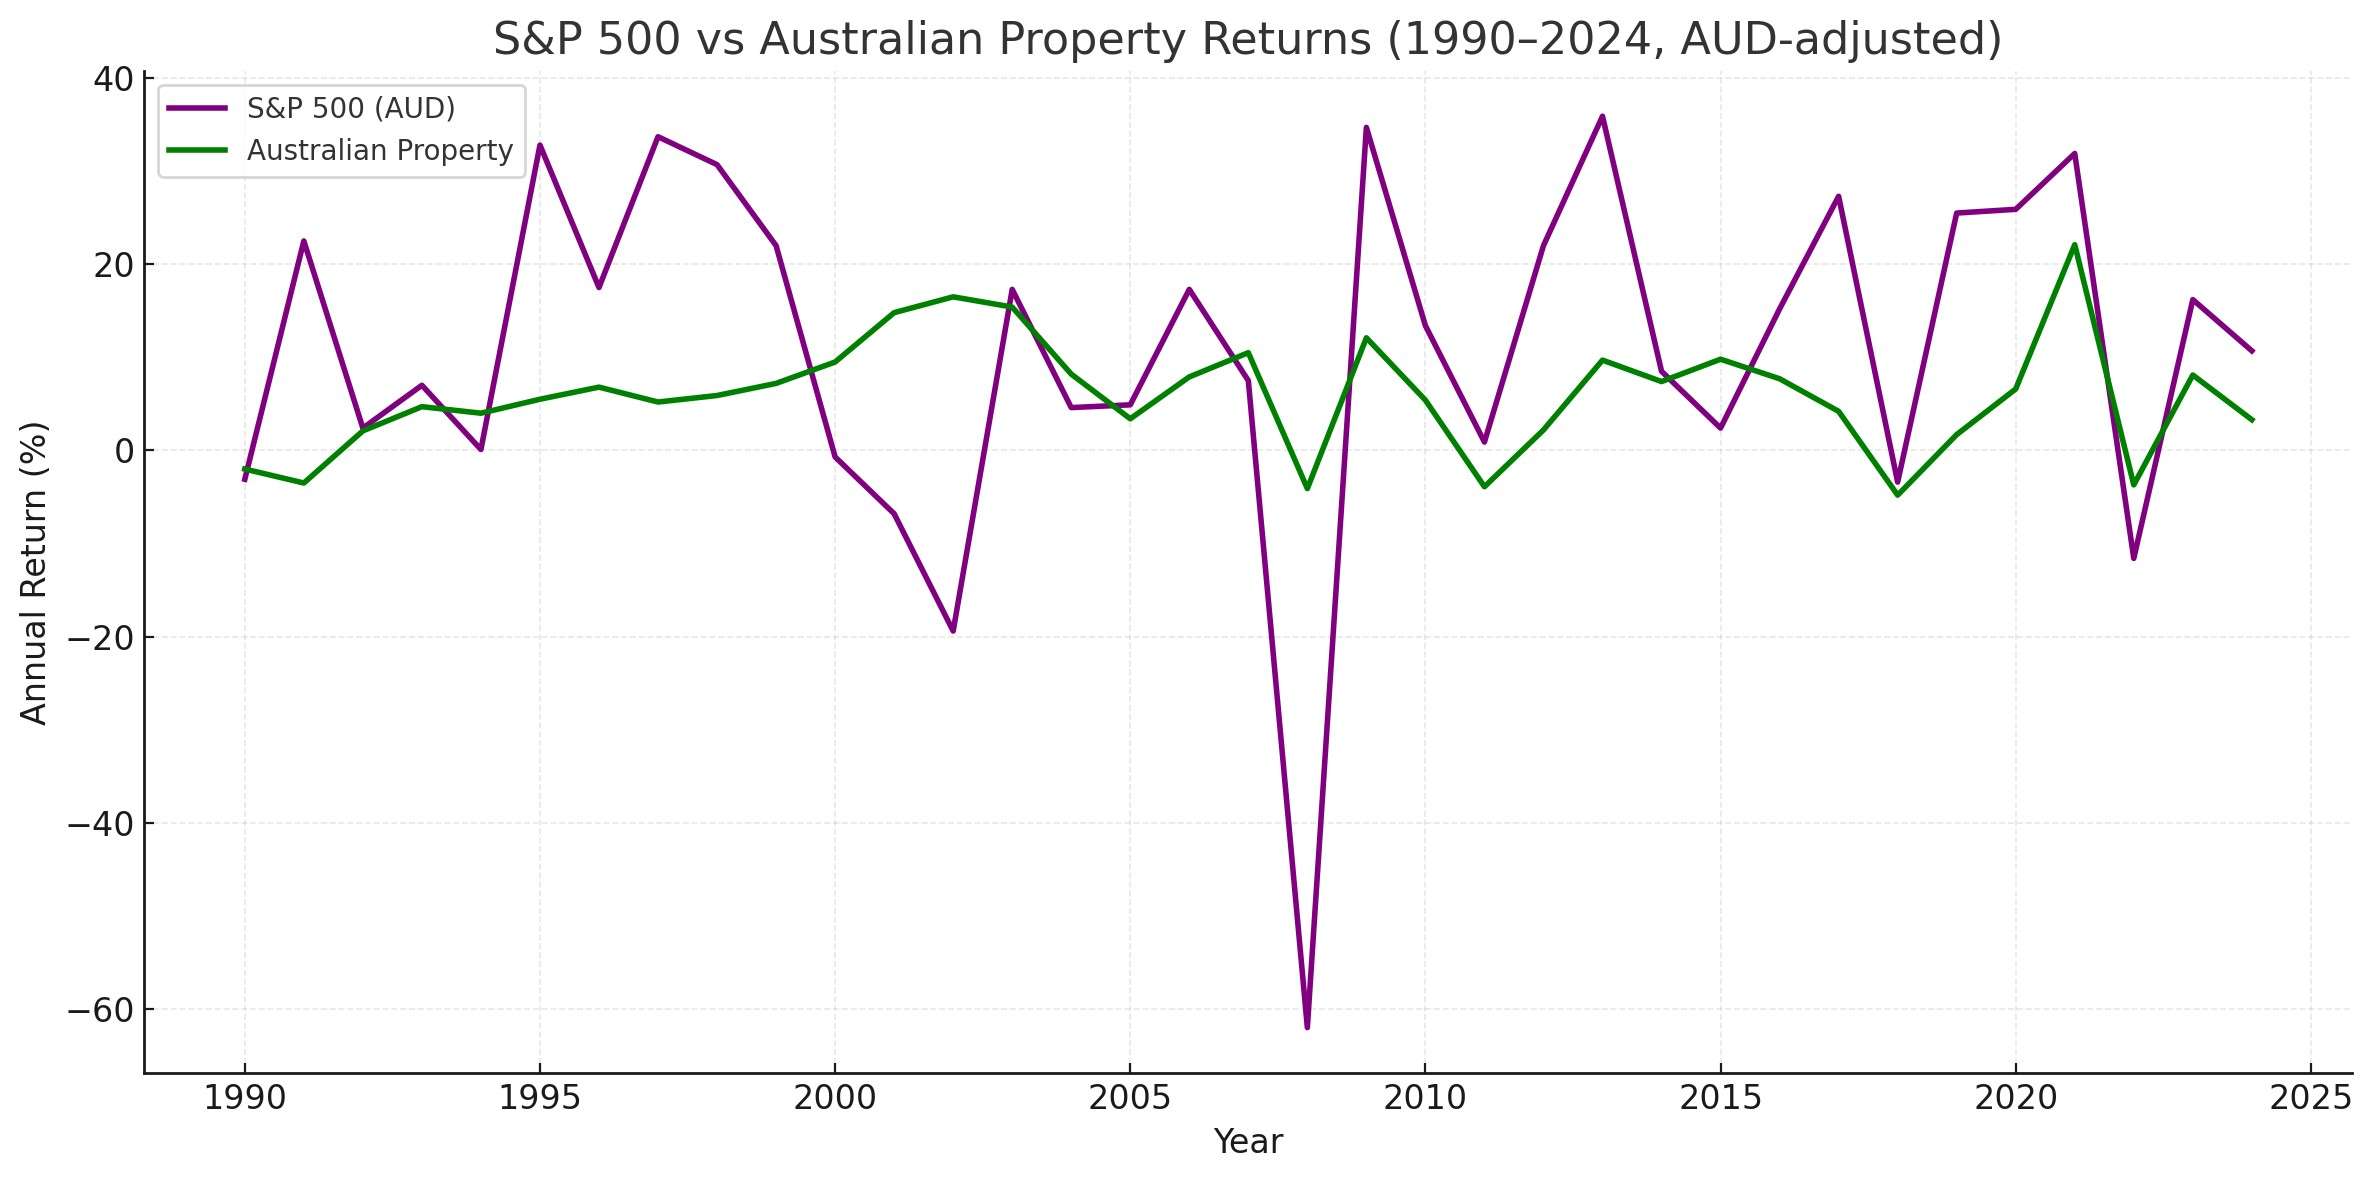 S&P 500 vs Australian Property Returns (1990–2024, AUD-adjusted)
S&P 500 (AUD)
Australian Property
Annual Return (%)
40
20
0
−20
−40
−60
1990 1995 2000 2005 2010 2015 2020 2025
Year